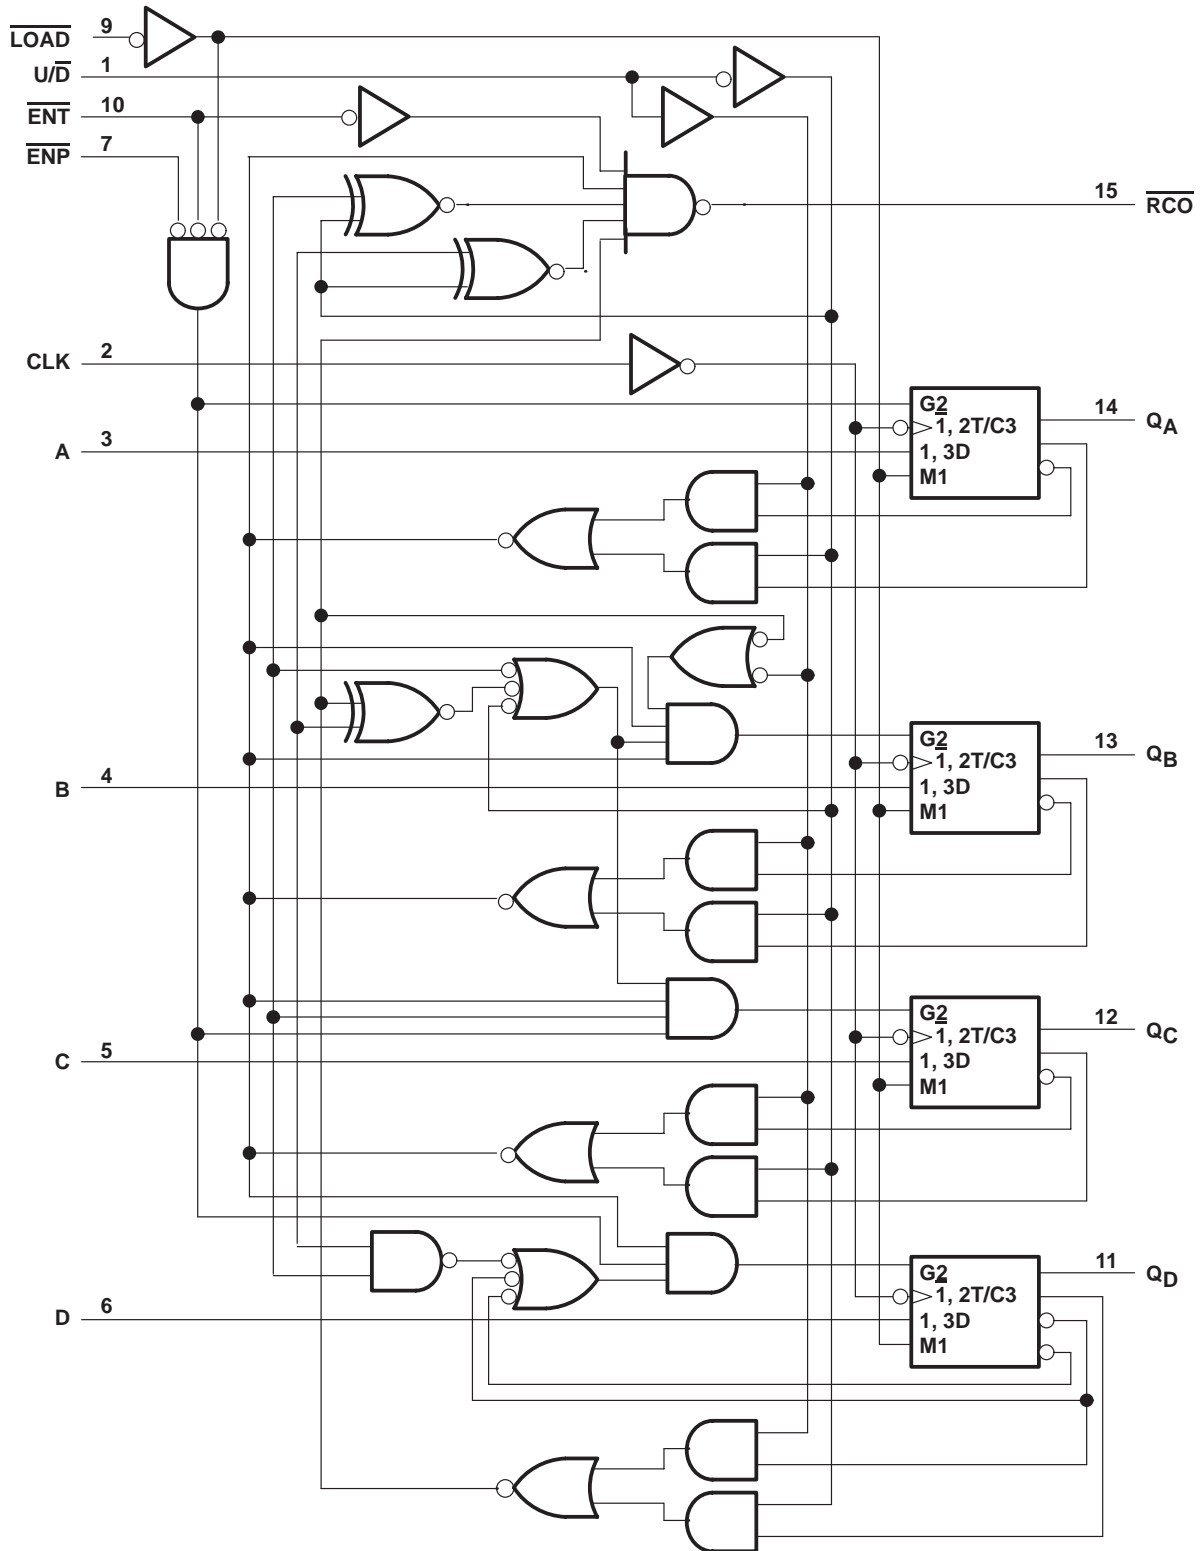 LOAD 9
U/D 1
ENT 10
ENP 7
15 RCO
CLK 2
G2
1, 2T/C3
1, 3D
M1
14 QA
A 3
G2
1, 2T/C3
1, 3D
M1
13 QB
B 4
G2
1, 2T/C3
1, 3D
M1
12 QC
C 5
G2
1, 2T/C3
1, 3D
M1
11 QD
D 6